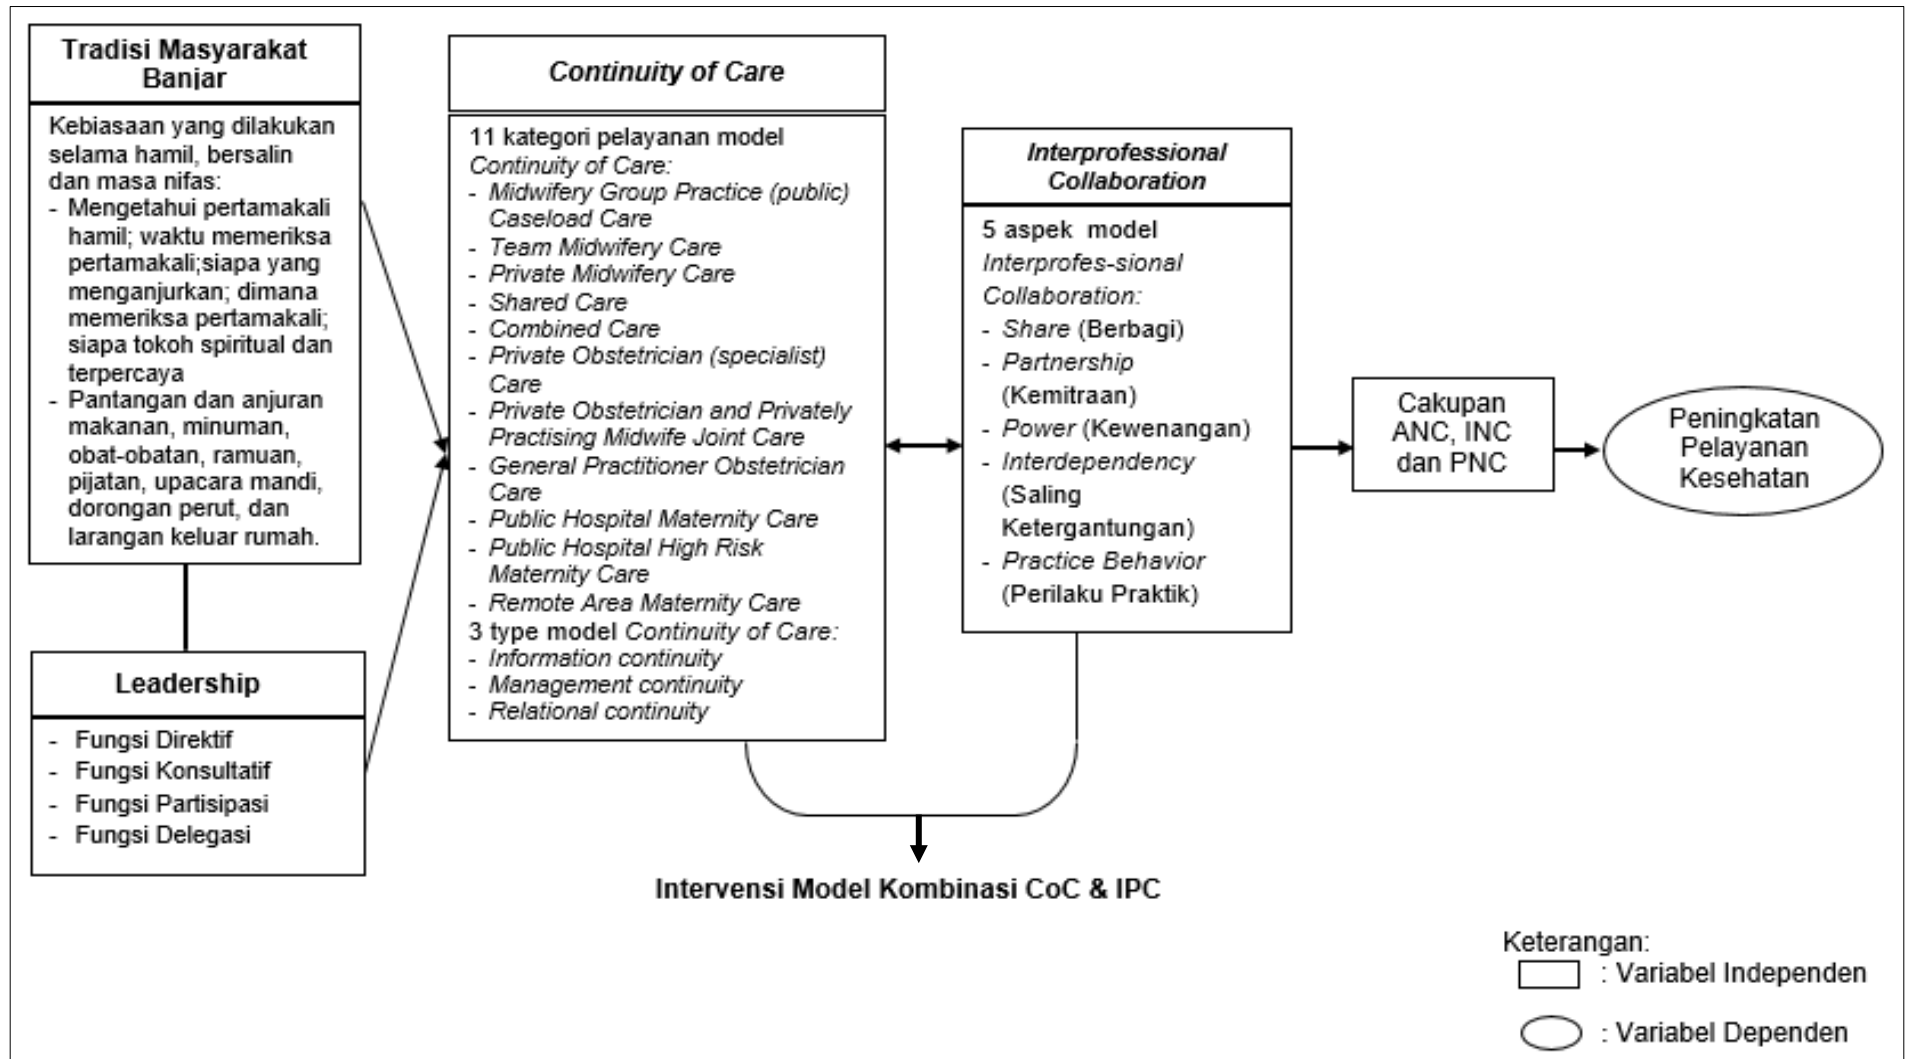 Tradisi Masyarakat
Banjar
Kebiasaan yang dilakukan
selama hamil, bersalin
dan masa nifas:
- Mengetahui pertamakali
hamil; waktu memeriksa
pertamakali;siapa yang
menganjurkan; dimana
memeriksa pertamakali;
siapa tokoh spiritual dan
terpercaya
- Pantangan dan anjuran
makanan, minuman,
obat-obatan, ramuan,
pijatan, upacara mandi,
dorongan perut, dan
larangan keluar rumah.
Leadership
- Fungsi Direktif
- Fungsi Konsultatif
- Fungsi Partisipasi
- Fungsi Delegasi
Continuity of Care
11 kategori pelayanan model
Continuity of Care:
- Midwifery Group Practice (public)
Caseload Care
- Team Midwifery Care
- Private Midwifery Care
- Shared Care
- Combined Care
- Private Obstetrician (specialist)
Care
- Private Obstetrician and Privately
Practising Midwife Joint Care
- General Practitioner Obstetrician
Care
- Public Hospital Maternity Care
- Public Hospital High Risk
Maternity Care
- Remote Area Maternity Care
3 type model Continuity of Care:
- Information continuity
- Management continuity
- Relational continuity
Interprofessional
Collaboration
5 aspek model
Interprofes-sional
Collaboration:
- Share (Berbagi)
- Partnership
(Kemitraan)
- Power (Kewenangan)
- Interdependency
(Saling
Ketergantungan)
- Practice Behavior
(Perilaku Praktik)
Cakupan
ANC, INC
dan PNC
Peningkatan
Pelayanan
Kesehatan
Intervensi Model Kombinasi CoC & IPC
Keterangan:
: Variabel Independen
: Variabel Dependen